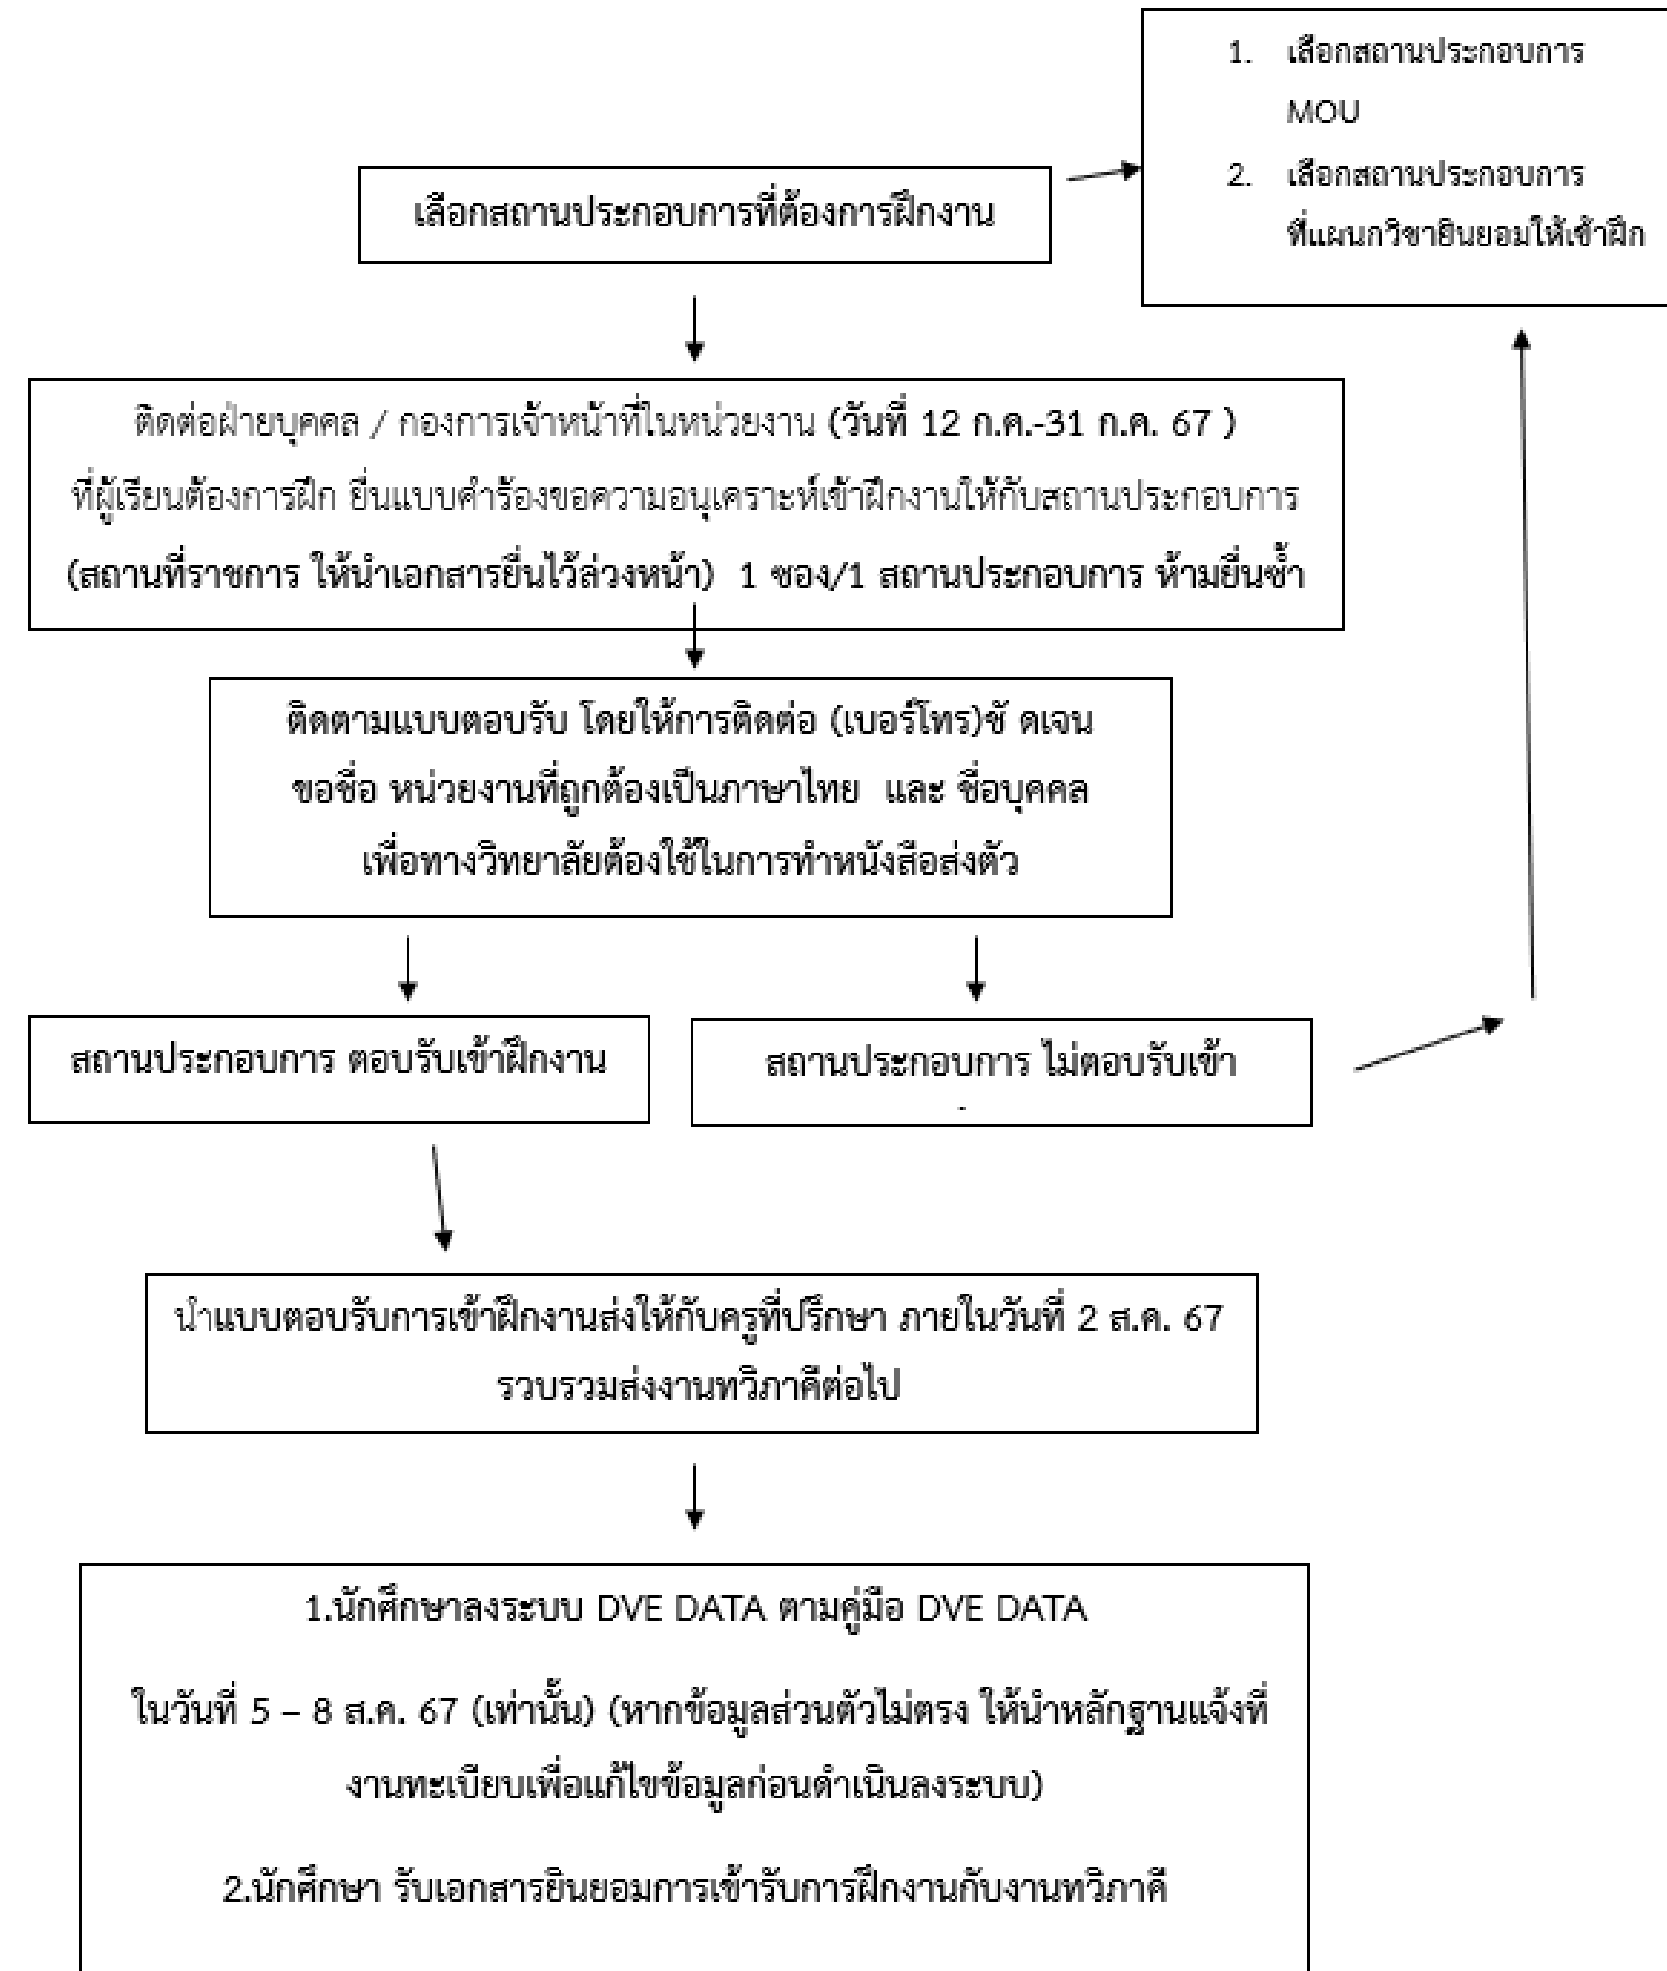 1. เลือกสถานประกอบการ
MOU
2. เลือกสถานประกอบการ
ที่แผนกวิชายินยอมให้เข้าฝึก
เลือกสถานประกอบการที่ต้องการฝึกงาน
ติดต่อฝ่ายบุคคล / กองการเจ้าหน้าที่ในหน่วยงาน (วันที่ 12 ก.ค.-31 ก.ค. 67 )
ที่ผู้เรียนต้องการฝึก ยื่นแบบคำร้องขอความอนุเคราะห์เข้าฝึกงานให้กับสถานประกอบการ
(สถานที่ราชการ ให้นำเอกสารยื่นไว้ล่วงหน้า) 1 ซอง/1 สถานประกอบการ ห้ามยื่นซ้ำ
ติดตามแบบตอบรับ โดยให้การติดต่อ (เบอร์โทร)ชั ดเจน
ขอชื่อ หน่วยงานที่ถูกต้องเป็นภาษาไทย และ ชื่อบุคคล
เพื่อทางวิทยาลัยต้องใช้ในการทำหนังสือส่งตัว
สถานประกอบการ ตอบรับเข้าฝึกงาน
สถานประกอบการ ไม่ตอบรับเข้า
นำแบบตอบรับการเข้าฝึกงานส่งให้กับครูที่ปรึกษา ภายในวันที่ 2 ส.ค. 67
รวบรวมส่งงานทวิภาคีต่อไป
1.นักศึกษาลงระบบ DVE DATA ตามคู่มือ DVE DATA
ในวันที่ 5 – 8 ส.ค. 67 (เท่านั้น) (หากข้อมูลส่วนตัวไม่ตรง ให้นำหลักฐานแจ้งที่
งานทะเบียบเพื่อแก้ไขข้อมูลก่อนดำเนินลงระบบ)
2.นักศึกษา รับเอกสารยินยอมการเข้ารับการฝึกงานกับงานทวิภาคี